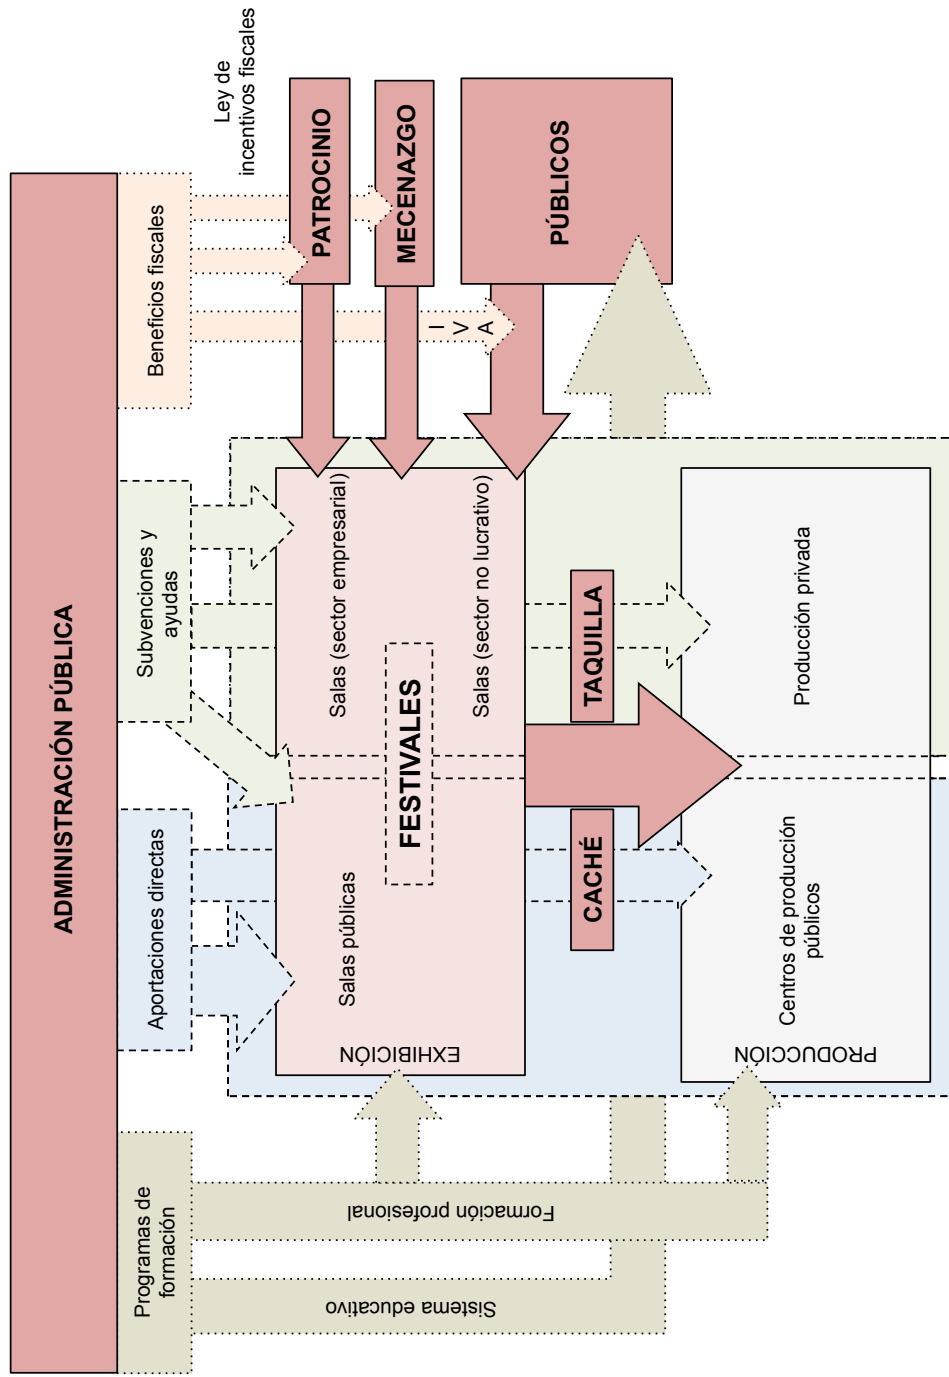 ADMINISTRACIÓN PÚBLICA
Programas de
formación
Aportaciones directas
Subvenciones y
ayudas
Beneficios fiscales
Ley de
incentivos fiscales
PATROCINIO
MECENAZGO
PÚBLICOS
I
V
A
Sistema educativo
Formación profesional
EXHIBICIÓN
Salas públicas
Salas (sector empresarial)
FESTIVALES
Salas (sector no lucrativo)
CACHÉ
TAQUILLA
PRODUCCIÓN
Centros de producción
públicos
Producción privada